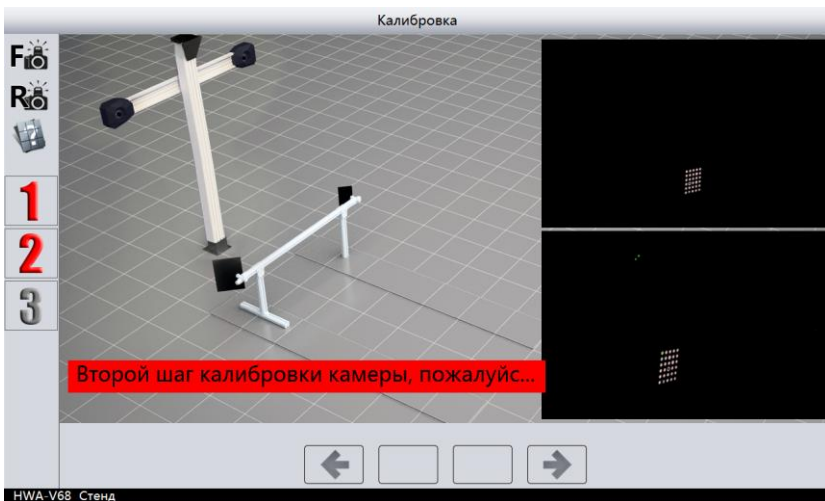 Калибровка
F
R
1
2
3
Второй шаг калибровки камеры, пожалуйс...
HWA-V68 Стенд